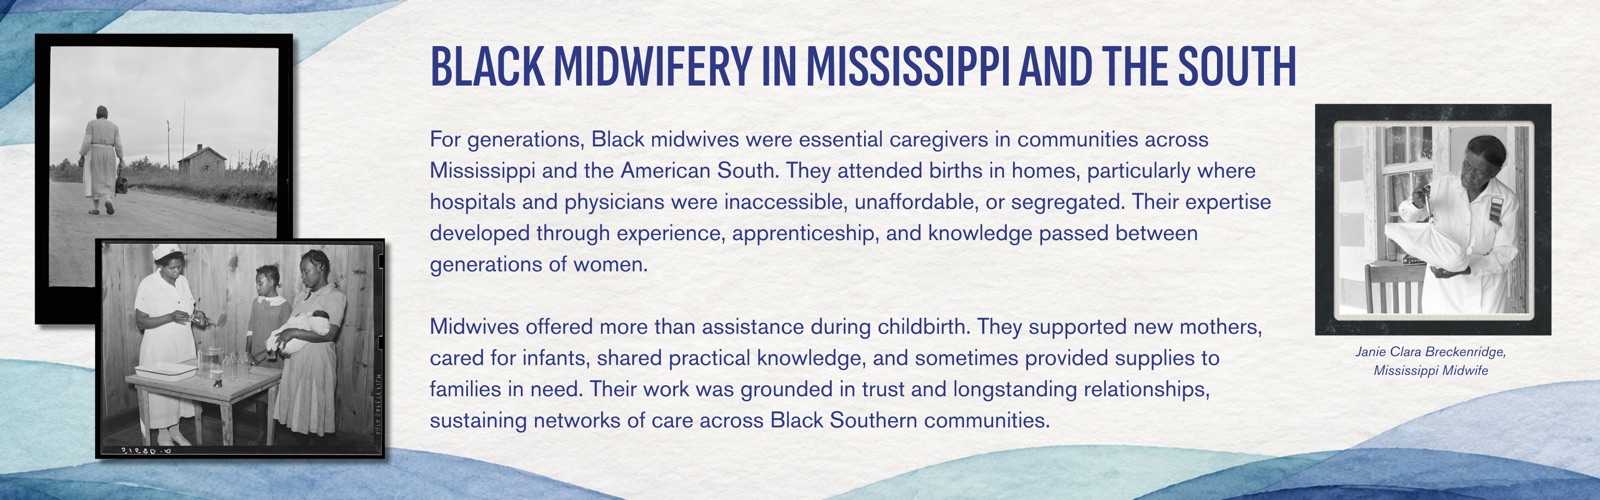 BLACK MIDWIFERY IN MISSISSIPPI AND THE SOUTH
For generations, Black midwives were essential caregivers in communities across
Mississippi and the American South. They attended births in homes, particularly where
hospitals and physicians were inaccessible, unaffordable, or segregated. Their expertise
developed through experience, apprenticeship, and knowledge passed between
generations of women.
Midwives offered more than assistance during childbirth. They supported new mothers,
cared for infants, shared practical knowledge, and sometimes provided supplies to
families in need. Their work was grounded in trust and longstanding relationships,
sustaining networks of care across Black Southern communities.
Janie Clara Breckenridge,
Mississippi Midwife